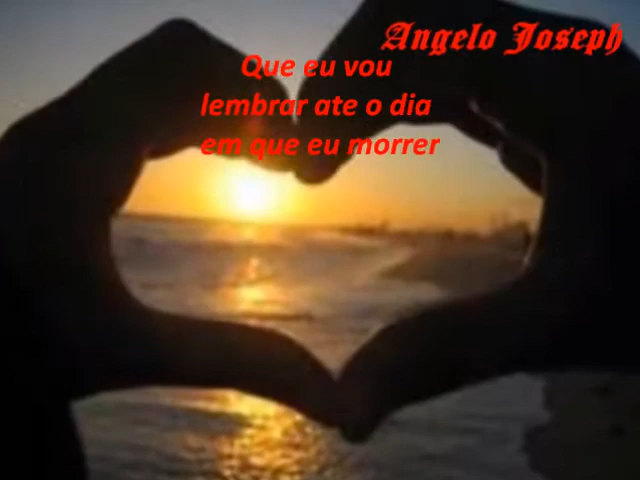 Angelo Joseph
Que eu vou
lembrar ate o dia
em que eu morrer